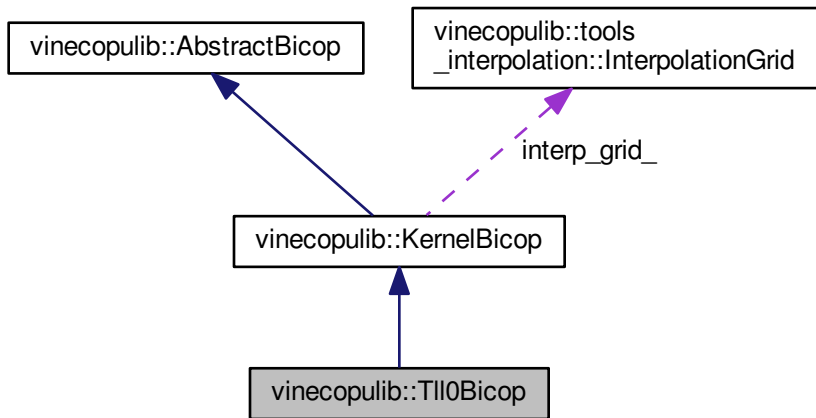 vinecopulib::AbstractBicop
vinecopulib::tools
_interpolation::InterpolationGrid
interp_grid_
vinecopulib::KernelBicop
vinecopulib::Tll0Bicop